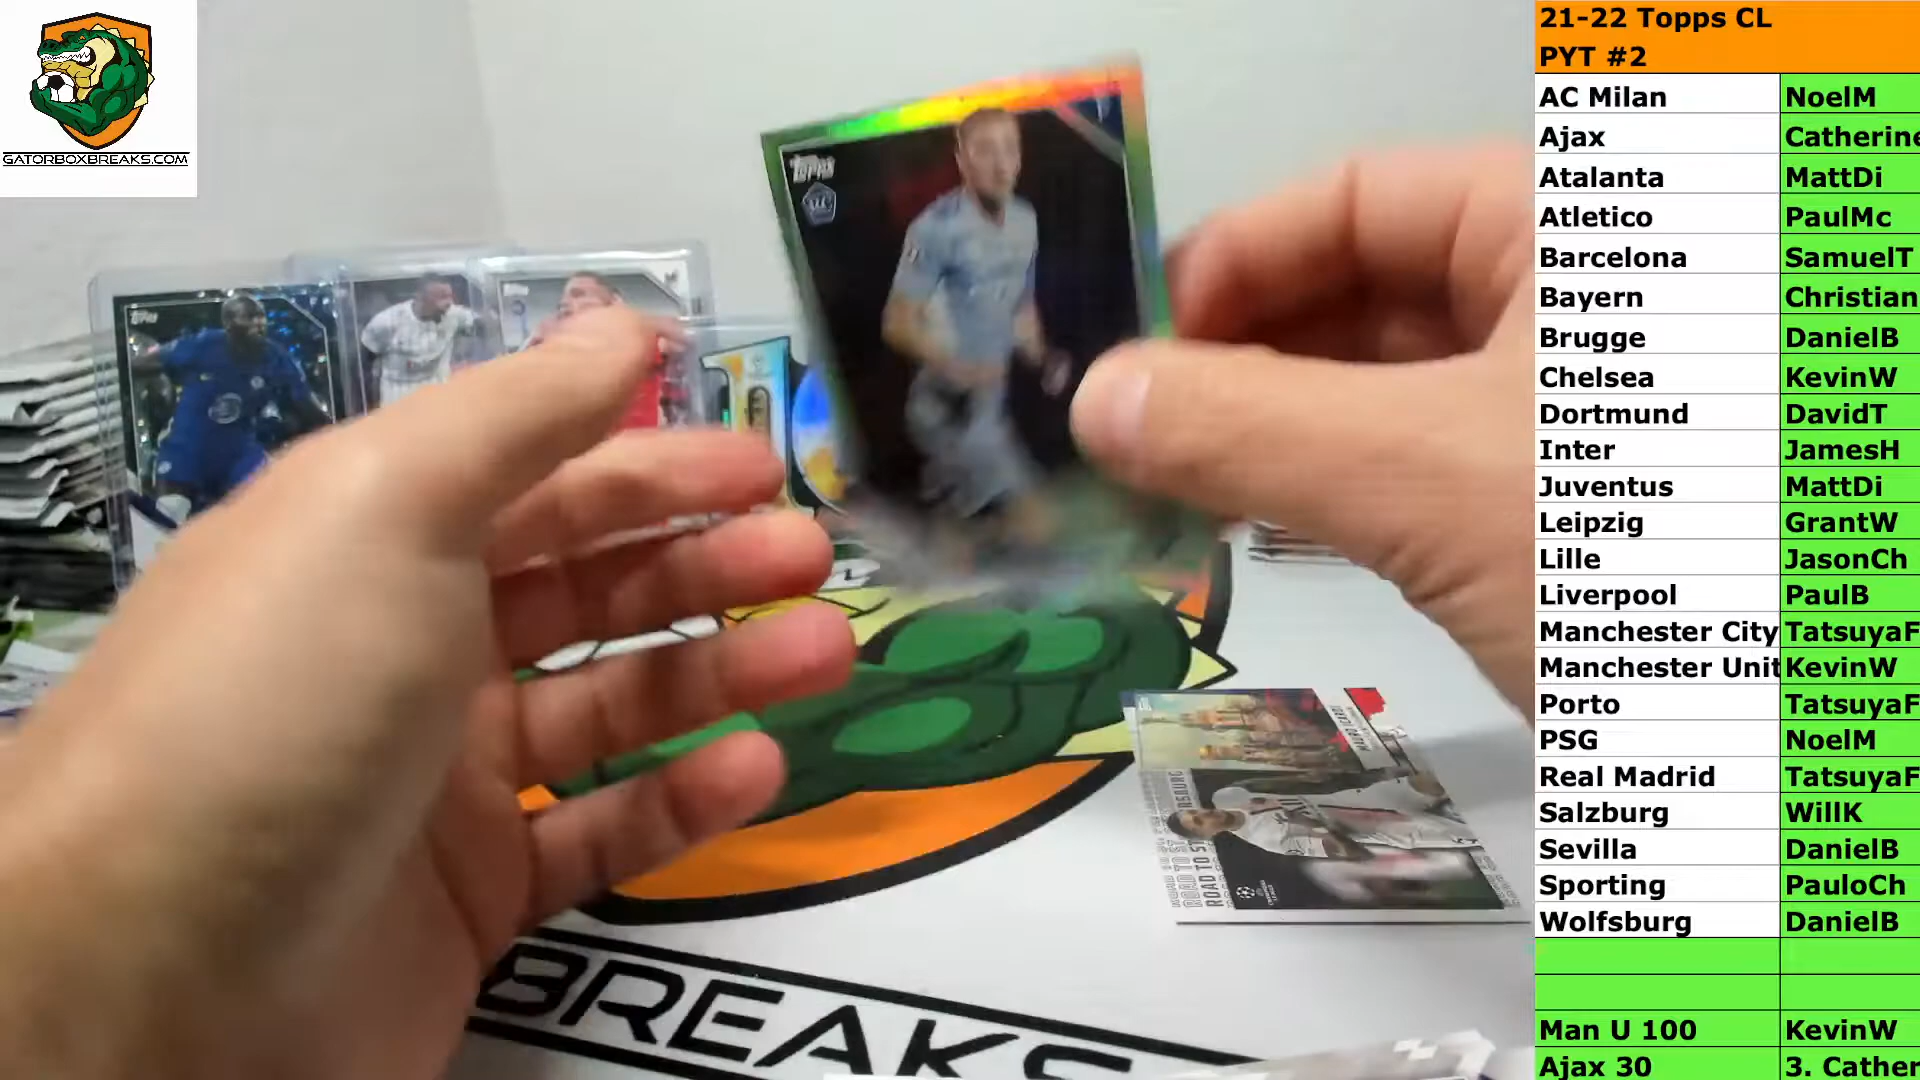 GATORBOXBREAKS.COM
21-22 Topps CL
PYT #2
AC Milan NoelM
Ajax Catherine
Atalanta MattDi
Atletico PaulMc
Barcelona SamuelT
Bayern Christian
Brugge DanielB
Chelsea KevinW
Dortmund DavidT
Inter JamesH
Juventus MattDi
Leipzig GrantW
Lille JasonCh
Liverpool PaulB
Manchester City TatsuyaF
Manchester Unit KevinW
Porto TatsuyaF
PSG NoelM
Real Madrid TatsuyaF
Salzburg WillK
Sevilla DanielB
Sporting PauloCh
Wolfsburg DanielB
Man U 100 KevinW
Ajax 30 3. Cather
Topps
Topps
MAURO ICARDI
ROAD TO ST
BREAKS